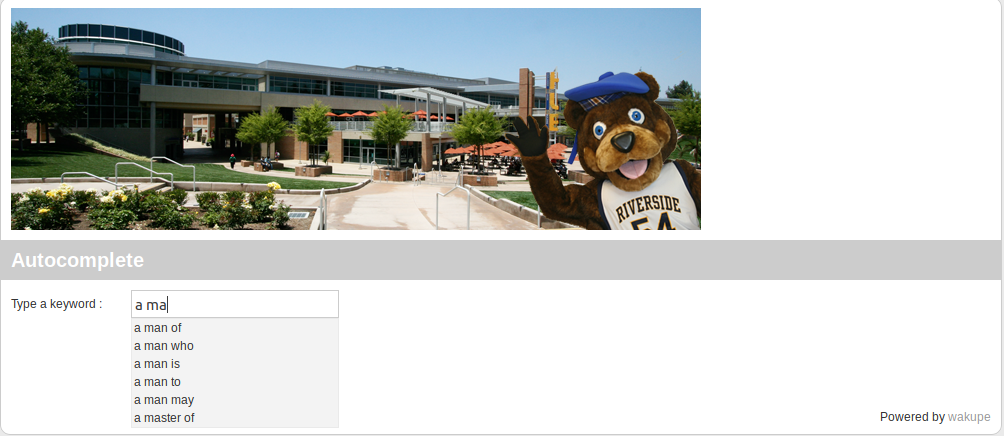 RIVERSIDE
54
Autocomplete
Type a keyword : a ma
a man of
a man who
a man is
a man to
a man may
a master of
Powered by wakupe